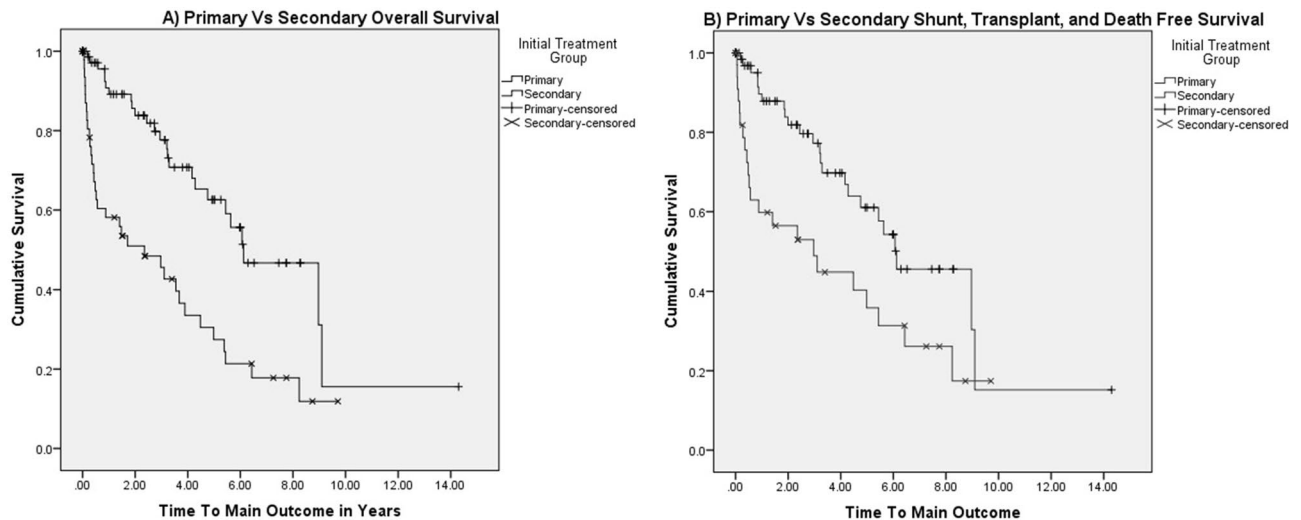 A) Primary Vs Secondary Overall Survival
Cumulative Survival
1.0
0.8
0.6
0.4
0.2
0.0
.00 2.00 4.00 6.00 8.00 10.00 12.00 14.00
Time To Main Outcome in Years
Initial Treatment
Group
Primary
Secondary
Primary-censored
Secondary-censored
B) Primary Vs Secondary Shunt, Transplant, and Death Free Survival
Cumulative Survival
1.0
0.8
0.6
0.4
0.2
0.0
.00 2.00 4.00 6.00 8.00 10.00 12.00 14.00
Time To Main Outcome
Initial Treatment
Group
Primary
Secondary
Primary-censored
Secondary-censored